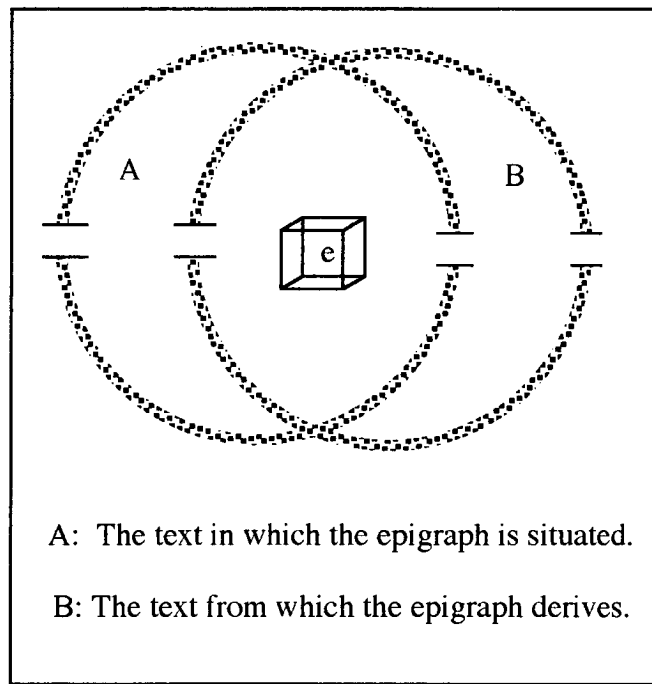 A
B
e
A: The text in which the epigraph is situated.
B: The text from which the epigraph derives.